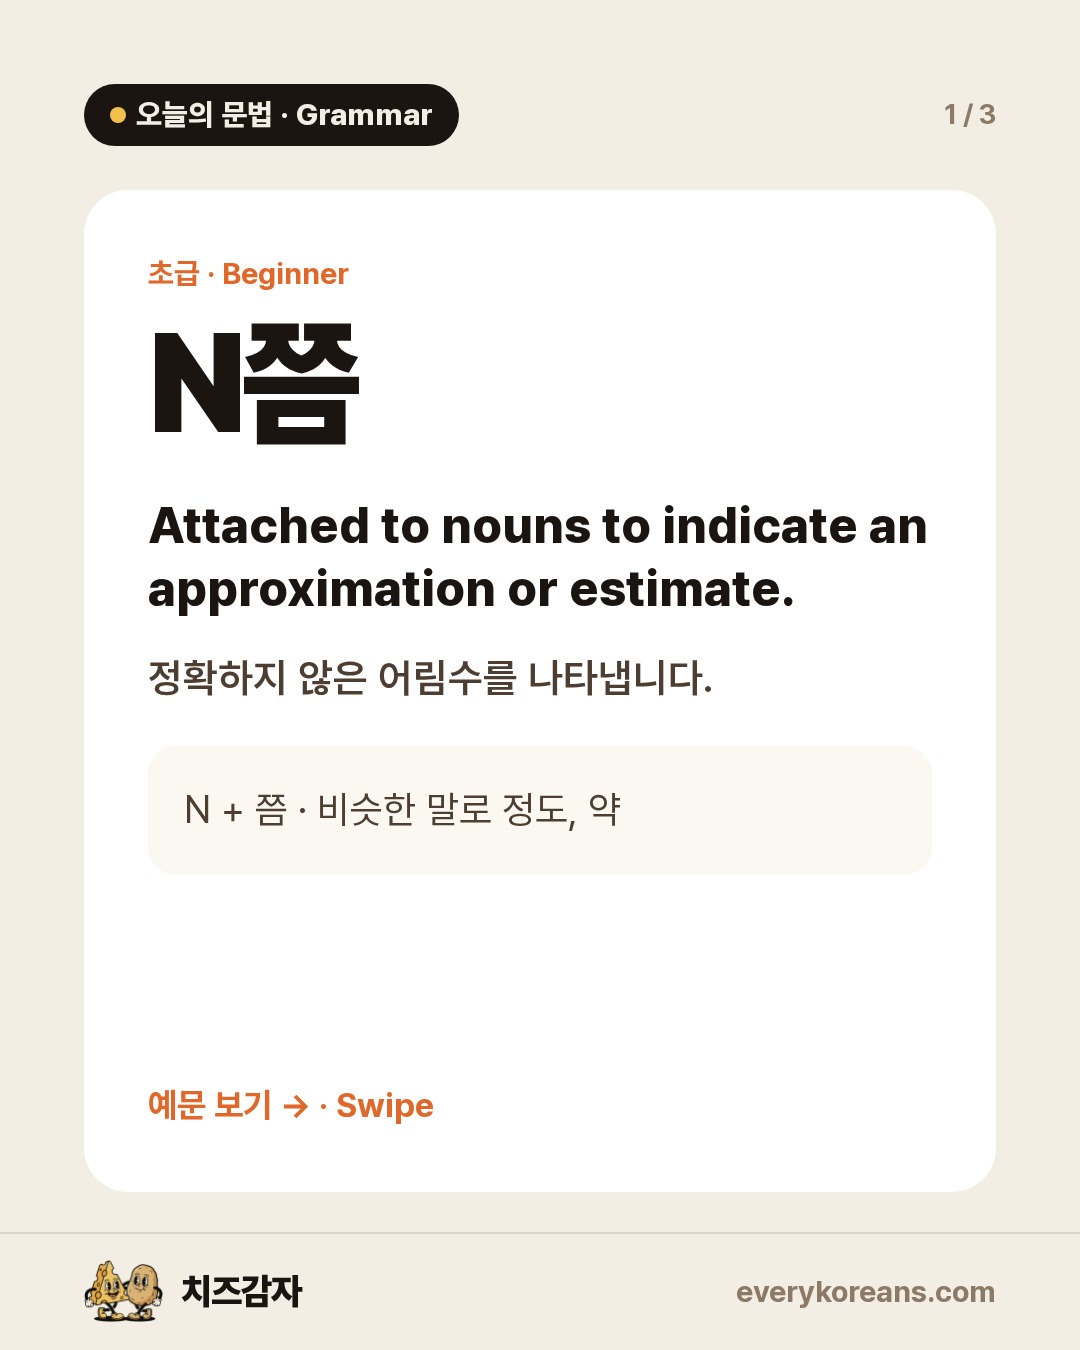 오늘의 문법 · Grammar
1 / 3
초급 · Beginner
N쯤
Attached to nouns to indicate an
approximation or estimate.
정확하지 않은 어림수를 나타냅니다.
N + 쯤 · 비슷한 말로 정도, 약
예문 보기 → · Swipe
치즈감자
everykoreans.com